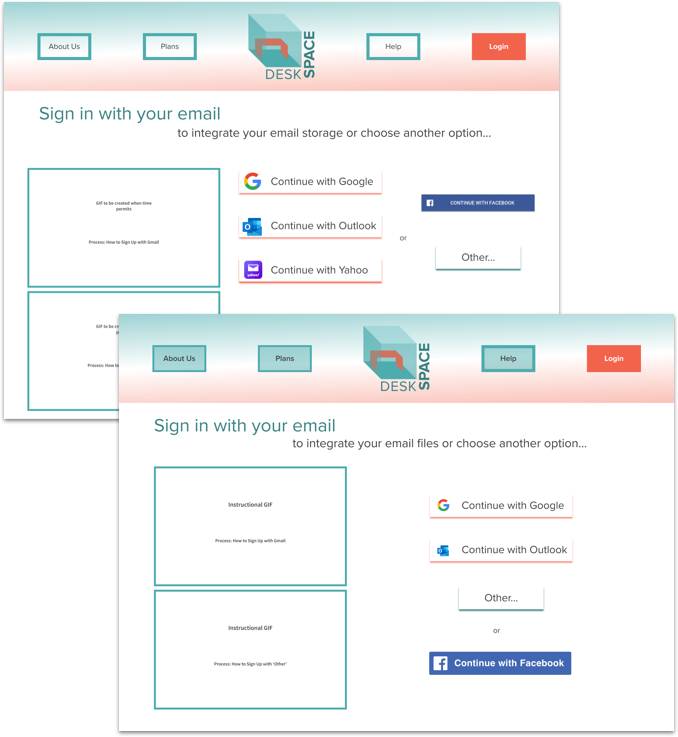 About Us
Plans
DESK
SPACE
Help
Login
Sign in with your email
to integrate your email storage or choose another option...
GIF to be created when time
permits
Process: How to Sign Up with Gmail
Continue with Google
Continue with Outlook
yahoo!
Continue with Yahoo
or
CONTINUE WITH FACEBOOK
Other...
GIF to be cr
p
Process: How to
About Us
Plans
DESK
SPACE
Help
Login
Sign in with your email
to integrate your email files or choose another option...
Instructional GIF
Process: How to Sign Up with Gmail
Instructional GIF
Process: How to Sign Up with 'Other'
Continue with Google
Continue with Outlook
Other...
or
Continue with Facebook